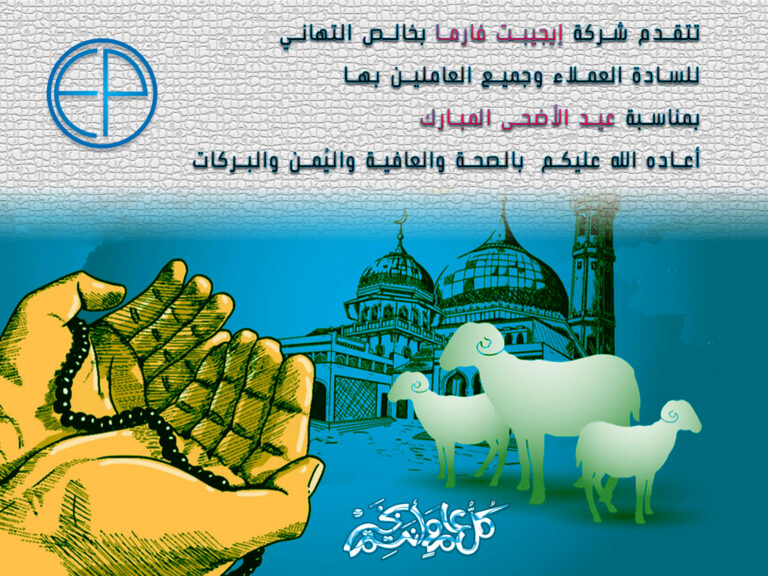 تتقدم شركة إيجيبت فارما بخالص التهاني
للسادة العملاء وجميع العاملين بها
بمناسبة عيد الأضحى المبارك
أعاده الله عليكم بالصحة والعافية واليُمن والبركات
EP
كُلُّ عام وأنتم بخير